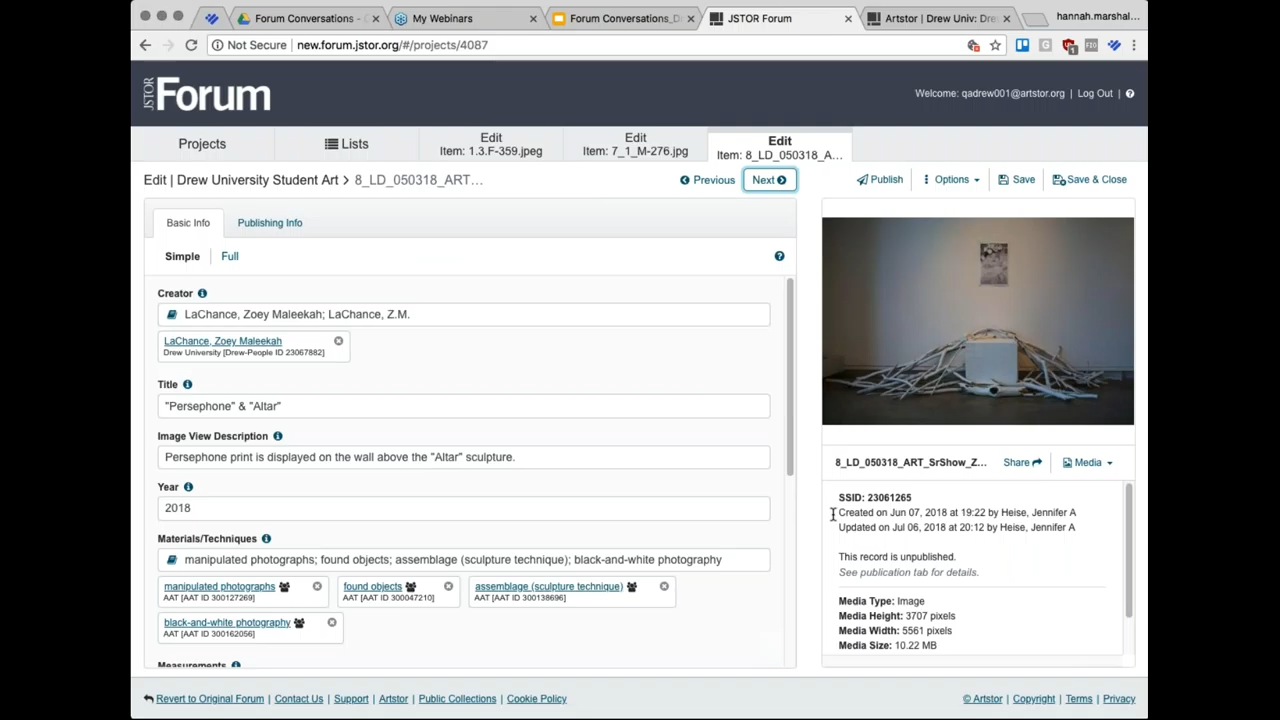 Forum Conversations - 
My Webinars
Forum Conversations_D
JSTOR Forum
Artstor | Drew Univ: Dre
hannah.marshal...
Not Secure | new.forum.jstor.org/#/projects/4087
JSTOR Forum
Welcome: qadrew001@artstor.org | Log Out | ?
Projects
Lists
Edit
Item: 1.3.F-359.jpeg
Edit
Item: 7_1_M-276.jpg
Edit
Item: 8_LD_050318_A...
Edit | Drew University Student Art > 8_LD_050318_ART...
Previous
Next
Publish
Options
Save
Save & Close
Basic Info
Publishing Info
Simple
Full
Creator
LaChance, Zoey Maleekah; LaChance, Z.M.
LaChance, Zoey Maleekah
Drew University [Drew-People ID 23067882]
Title
"Persephone" & "Altar"
Image View Description
Persephone print is displayed on the wall above the "Altar" sculpture.
Year
2018
Materials/Techniques
manipulated photographs; found objects; assemblage (sculpture technique); black-and-white photography
manipulated photographs
AAT [AAT ID 300127269]
found objects
AAT [AAT ID 300047210]
assemblage (sculpture technique)
AAT [AAT ID 300138696]
black-and-white photography
AAT [AAT ID 300162056]
Measurements
8_LD_050318_ART_SrShow_Z...
Share
Media
SSID: 23061265
Created on Jun 07, 2018 at 19:22 by Heise, Jennifer A
Updated on Jul 06, 2018 at 20:12 by Heise, Jennifer A
This record is unpublished.
See publication tab for details.
Media Type: Image
Media Height: 3707 pixels
Media Width: 5561 pixels
Media Size: 10.22 MB
Revert to Original Forum | Contact Us | Support | Artstor | Public Collections | Cookie Policy
© Artstor | Copyright | Terms | Privacy